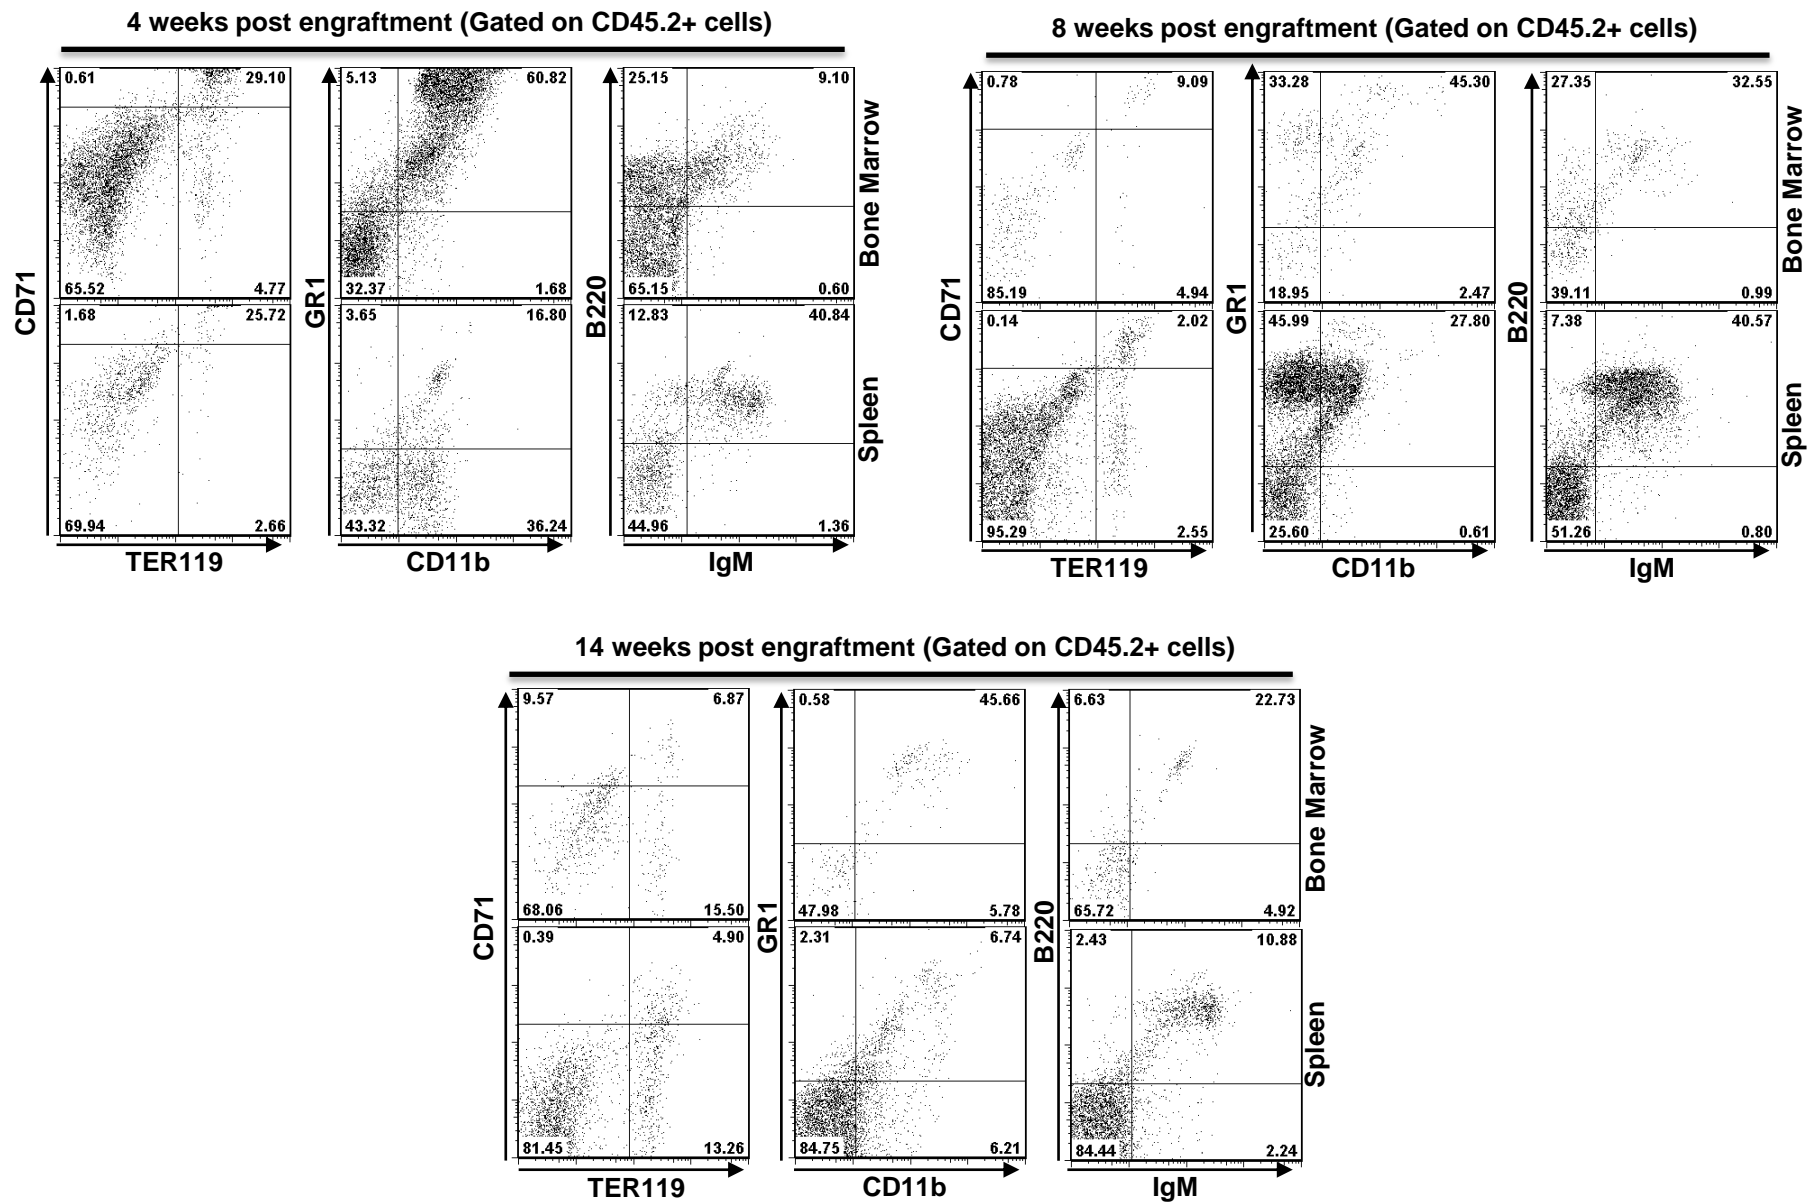 4 weeks post engraftment (Gated on CD45.2+ cells)
0.61 29.10
65.52 4.77
5.13 60.82
32.37 1.68
25.15 9.10
65.15 0.60
Bone Marrow
1.68 25.72
69.94 2.66
3.65 16.80
43.32 36.24
12.83 40.84
44.96 1.36
Spleen
CD71
GR1
B220
TER119
CD11b
IgM
8 weeks post engraftment (Gated on CD45.2+ cells)
0.78 9.09
85.19 4.94
33.28 45.30
18.95 2.47
27.35 32.55
39.11 0.99
Bone Marrow
0.14 2.02
95.29 2.55
45.99 27.80
25.60 0.61
7.38 40.57
51.26 0.80
Spleen
CD71
GR1
B220
TER119
CD11b
IgM
14 weeks post engraftment (Gated on CD45.2+ cells)
9.57 6.87
68.06 15.50
0.58 45.66
47.98 5.78
6.63 22.73
65.72 4.92
Bone Marrow
0.39 4.90
81.45 13.26
2.31 6.74
84.75 6.21
2.43 10.88
84.44 2.24
Spleen
CD71
GR1
B220
TER119
CD11b
IgM